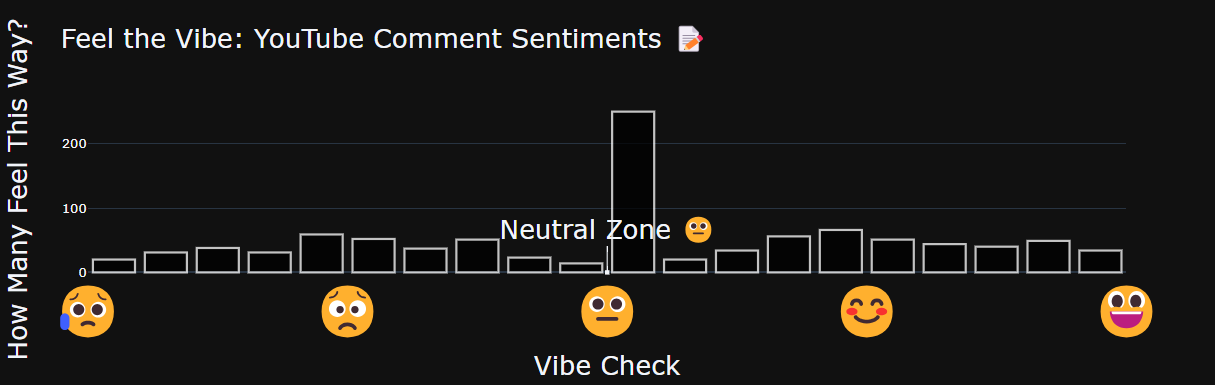 Feel the Vibe: YouTube Comment Sentiments 📝
How Many Feel This Way?
200
100
0
Neutral Zone 😐
Vibe Check